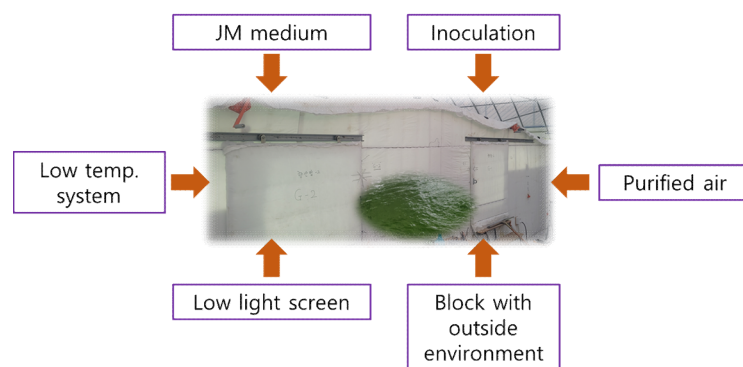 JM medium
Inoculation
Low temp.
system
Purified air
Low light screen
Block with
outside
environment